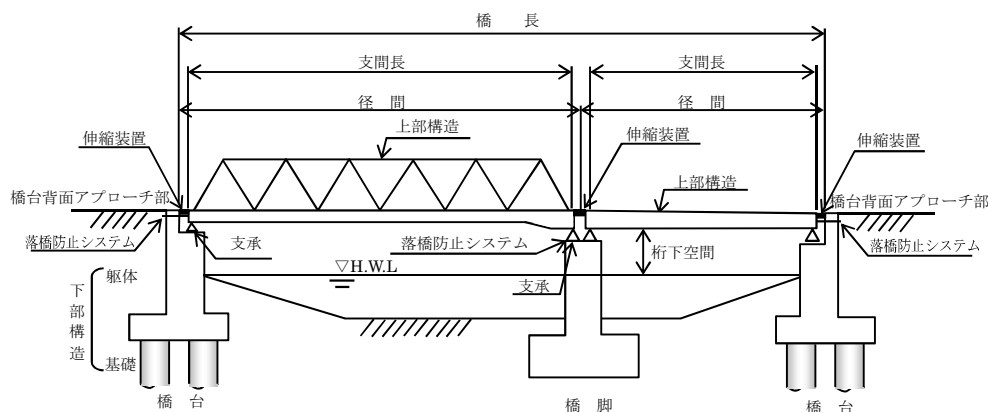 橋　長
支間長
支間長
径　間
径　間
上部構造
伸縮装置
伸縮装置
伸縮装置
上部構造
橋台背面アプローチ部
橋台背面アプローチ部
落橋防止システム
支承
落橋防止システム
桁下空間
落橋防止システム
▽H.W.L
支承
躯体
下部構造
基礎
橋　台
橋　脚
橋　台